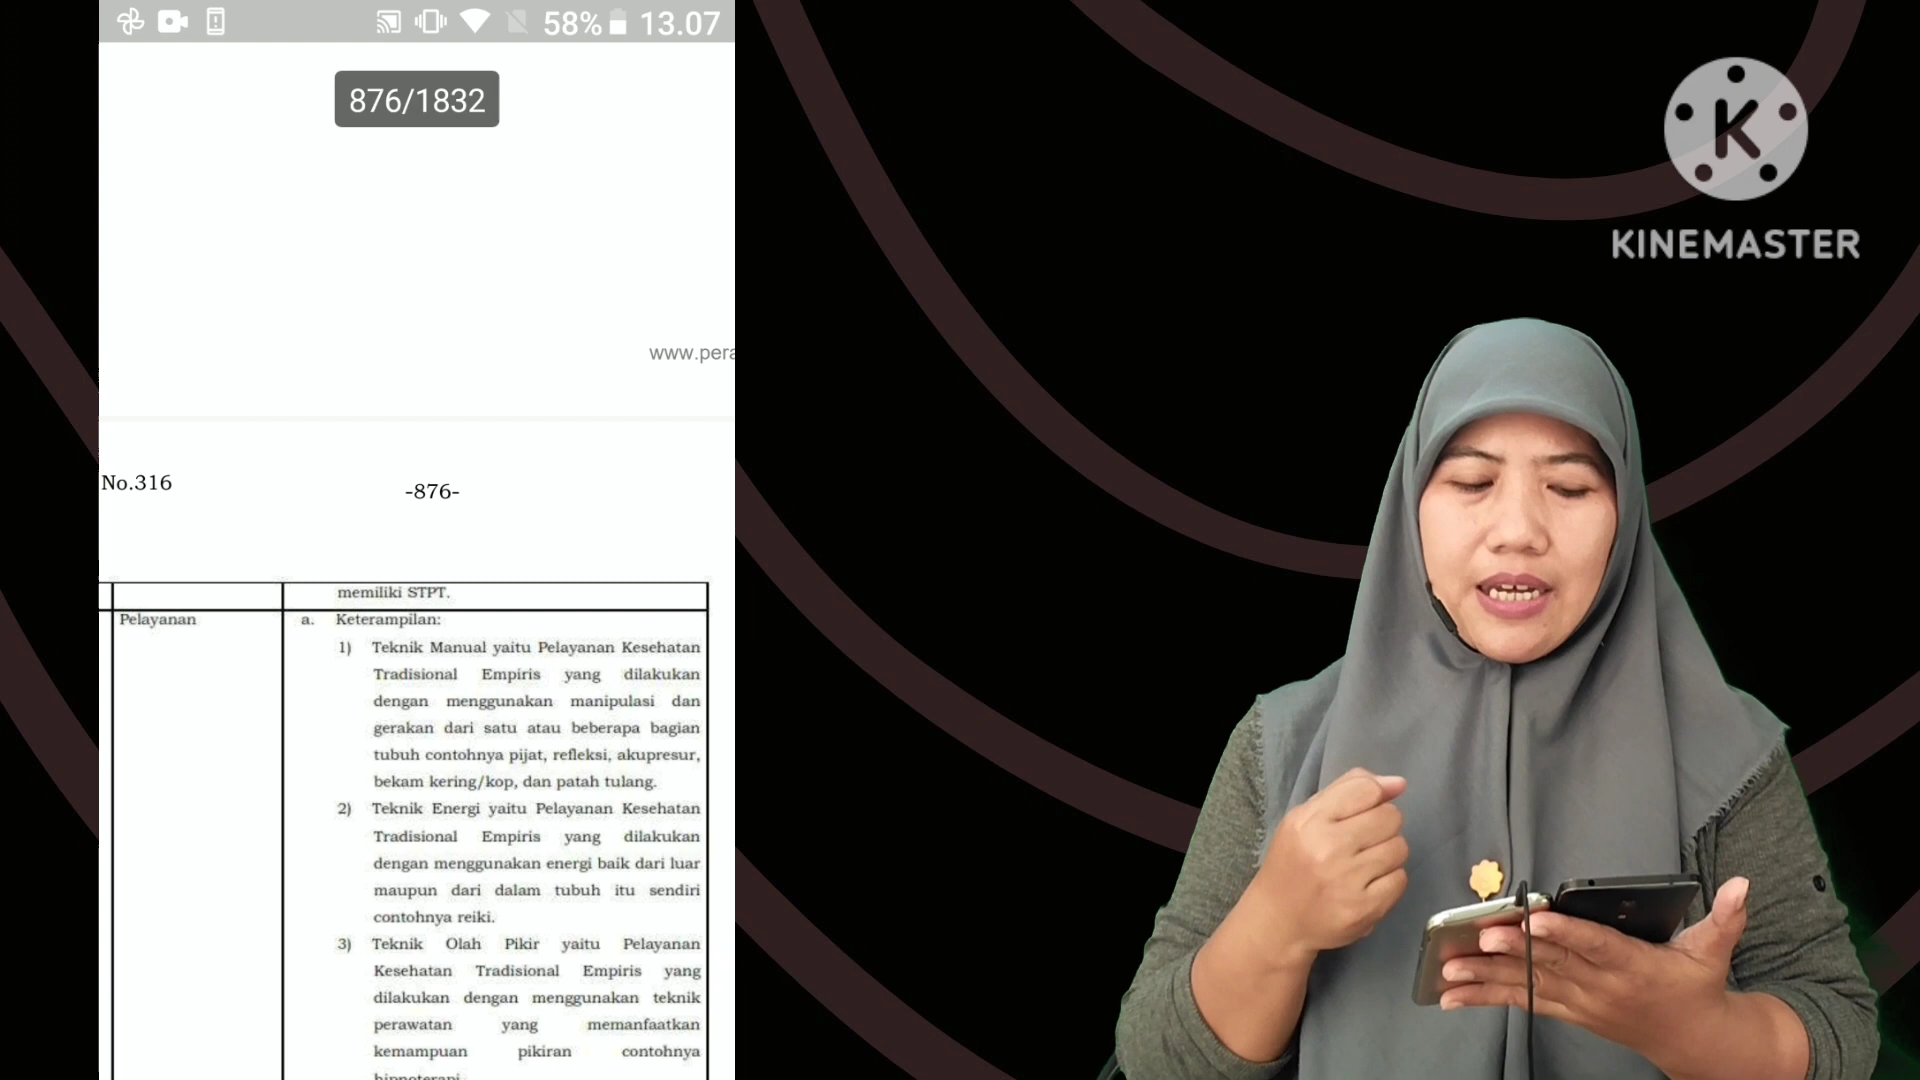 58% 13.07
876/1832
KINEMASTER
www.pera
No.316
-876-
memiliki STPT.
Pelayanan
a. Keterampilan:
1) Teknik Manual yaitu Pelayanan Kesehatan
Tradisional Empiris yang dilakukan
dengan menggunakan manipulasi dan
gerakan dari satu atau beberapa bagian
tubuh contohnya pijat, refleksi, akupresur,
bekam kering/kop, dan patah tulang.
2) Teknik Energi yaitu Pelayanan Kesehatan
Tradisional Empiris yang dilakukan
dengan menggunakan energi baik dari luar
maupun dari dalam tubuh itu sendiri
contohnya reiki.
3) Teknik Olah Pikir yaitu Pelayanan
Kesehatan Tradisional Empiris yang
dilakukan dengan menggunakan teknik
perawatan yang memanfaatkan
kemampuan pikiran contohnya
hipnoterapi.